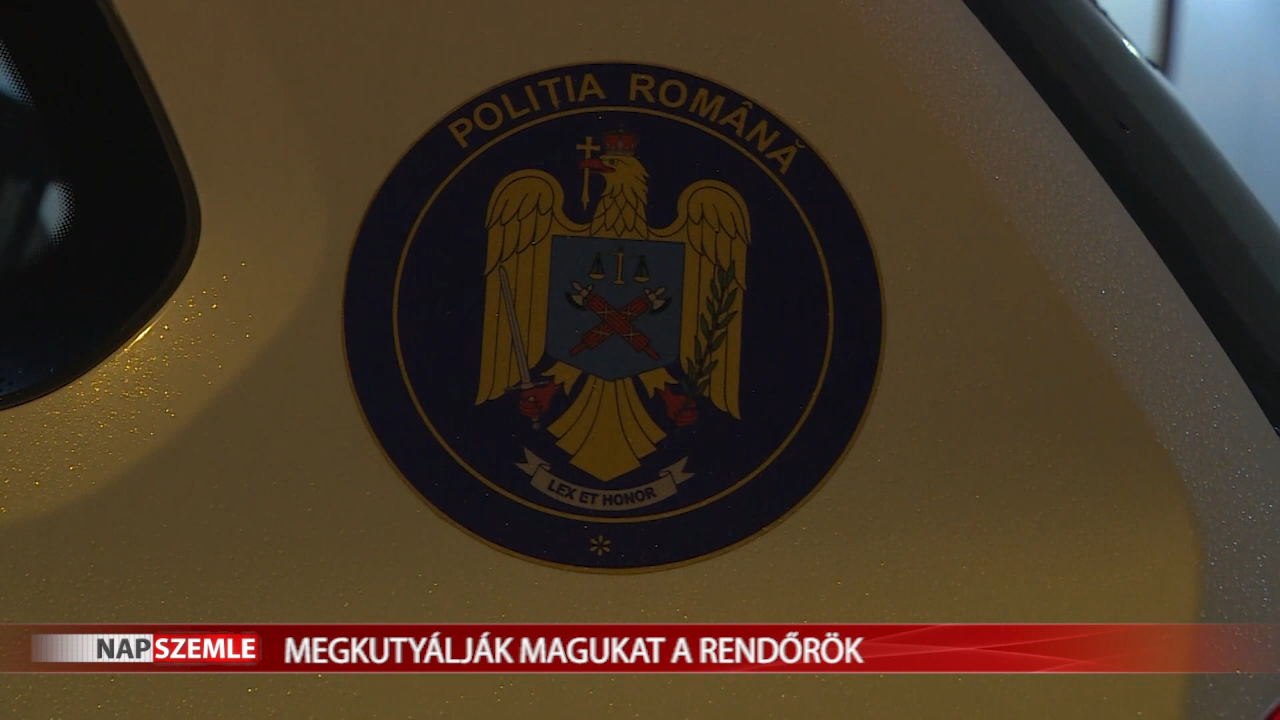 POLIȚIA ROMÂNĂ
LEX ET HONOR
NAPSZEMLE
MEGKUTYÁLJÁK MAGUKAT A RENDŐRÖK